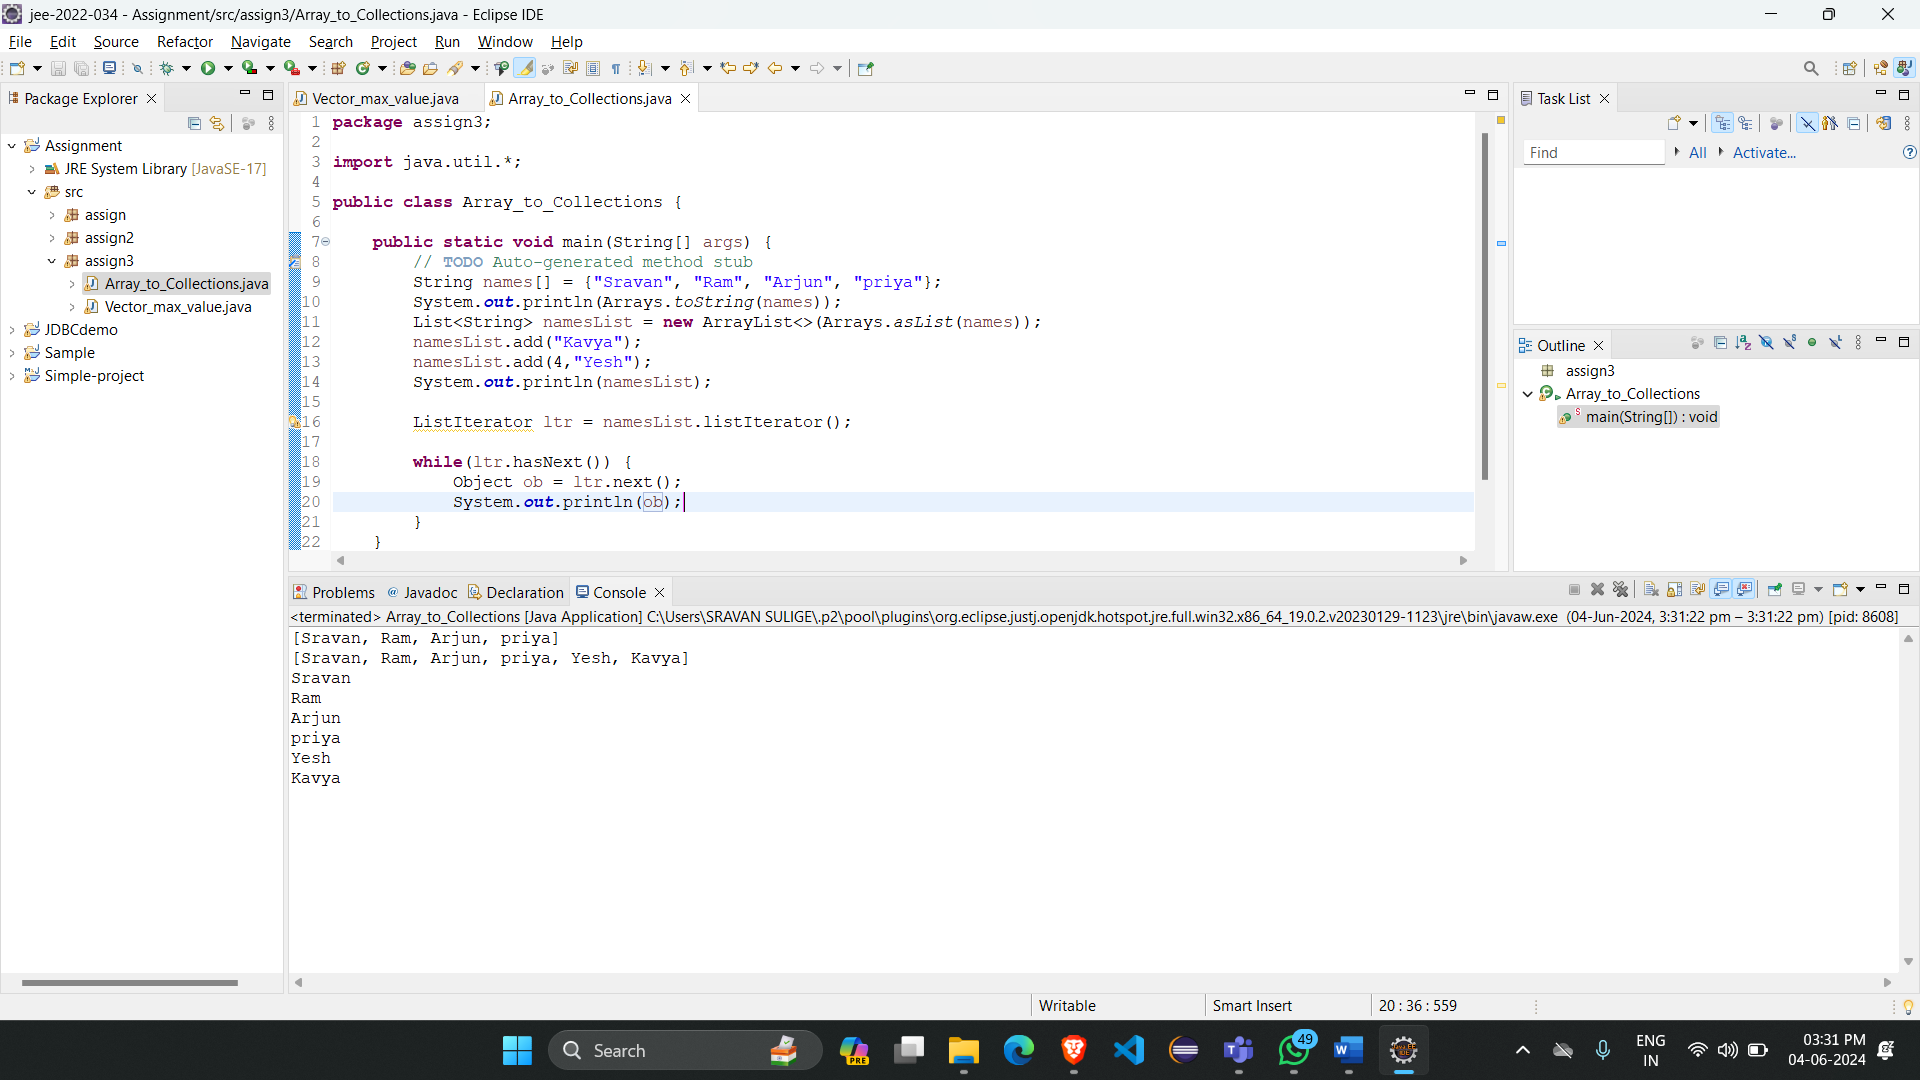 jee-2022-034 - Assignment/src/assign3/Array_to_Collections.java - Eclipse IDE
File Edit Source Refactor Navigate Search Project Run Window Help
Package Explorer
Assignment
JRE System Library [JavaSE-17]
src
assign
assign2
assign3
Array_to_Collections.java
Vector_max_value.java
JDBCdemo
Sample
Simple-project
Vector_max_value.java Array_to_Collections.java
1 package assign3;
2
3 import java.util.*;
4
5 public class Array_to_Collections {
6
7 public static void main(String[] args) {
8 // TODO Auto-generated method stub
9 String names[] = {"Sravan", "Ram", "Arjun", "priya"};
10 System.out.println(Arrays.toString(names));
11 List<String> namesList = new ArrayList<>(Arrays.asList(names));
12 namesList.add("Kavya");
13 namesList.add(4,"Yesh");
14 System.out.println(namesList);
15
16 ListIterator ltr = namesList.listIterator();
17
18 while(ltr.hasNext()) {
19 Object ob = ltr.next();
20 System.out.println(ob);
21 }
22 }
Task List
Find All Activate...
Outline
assign3
Array_to_Collections
main(String[]) : void
Problems @ Javadoc Declaration Console
<terminated> Array_to_Collections [Java Application] C:\Users\SRAVAN SULIGE\.p2\pool\plugins\org.eclipse.justj.openjdk.hotspot.jre.full.win32.x86_64_19.0.2.v20230129-1123\jre\bin\javaw.exe (04-Jun-2024, 3:31:22 pm – 3:31:22 pm) [pid: 8608]
[Sravan, Ram, Arjun, priya]
[Sravan, Ram, Arjun, priya, Yesh, Kavya]
Sravan
Ram
Arjun
priya
Yesh
Kavya
Writable Smart Insert 20 : 36 : 559
Search
PRE
49
ENG
IN
03:31 PM
04-06-2024